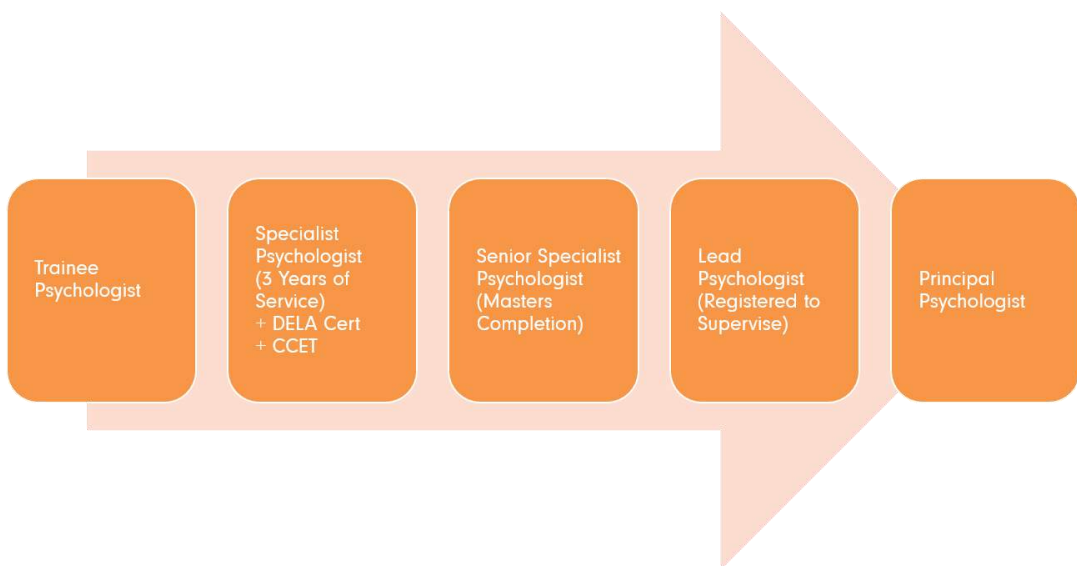 Trainee
Psychologist
Specialist
Psychologist
(3 Years of
Service)
+ DELA Cert
+ CCET
Senior Specialist
Psychologist
(Masters
Completion)
Lead
Psychologist
(Registered to
Supervise)
Principal
Psychologist